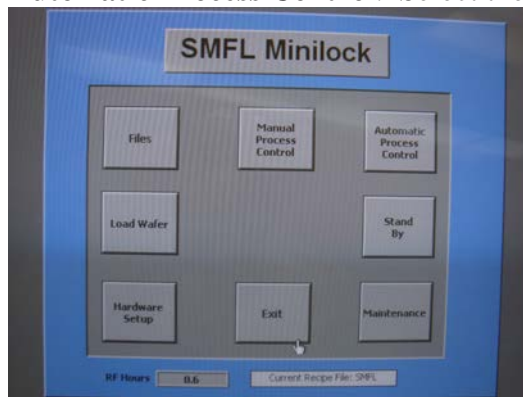 SMFL Minilock
Files
Manual
Process
Control
Automatic
Process
Control
Load Wafer
Stand
By
Hardware
Setup
Exit
Maintenance
RF Hours 0.6
Current Recipe File: SMFL